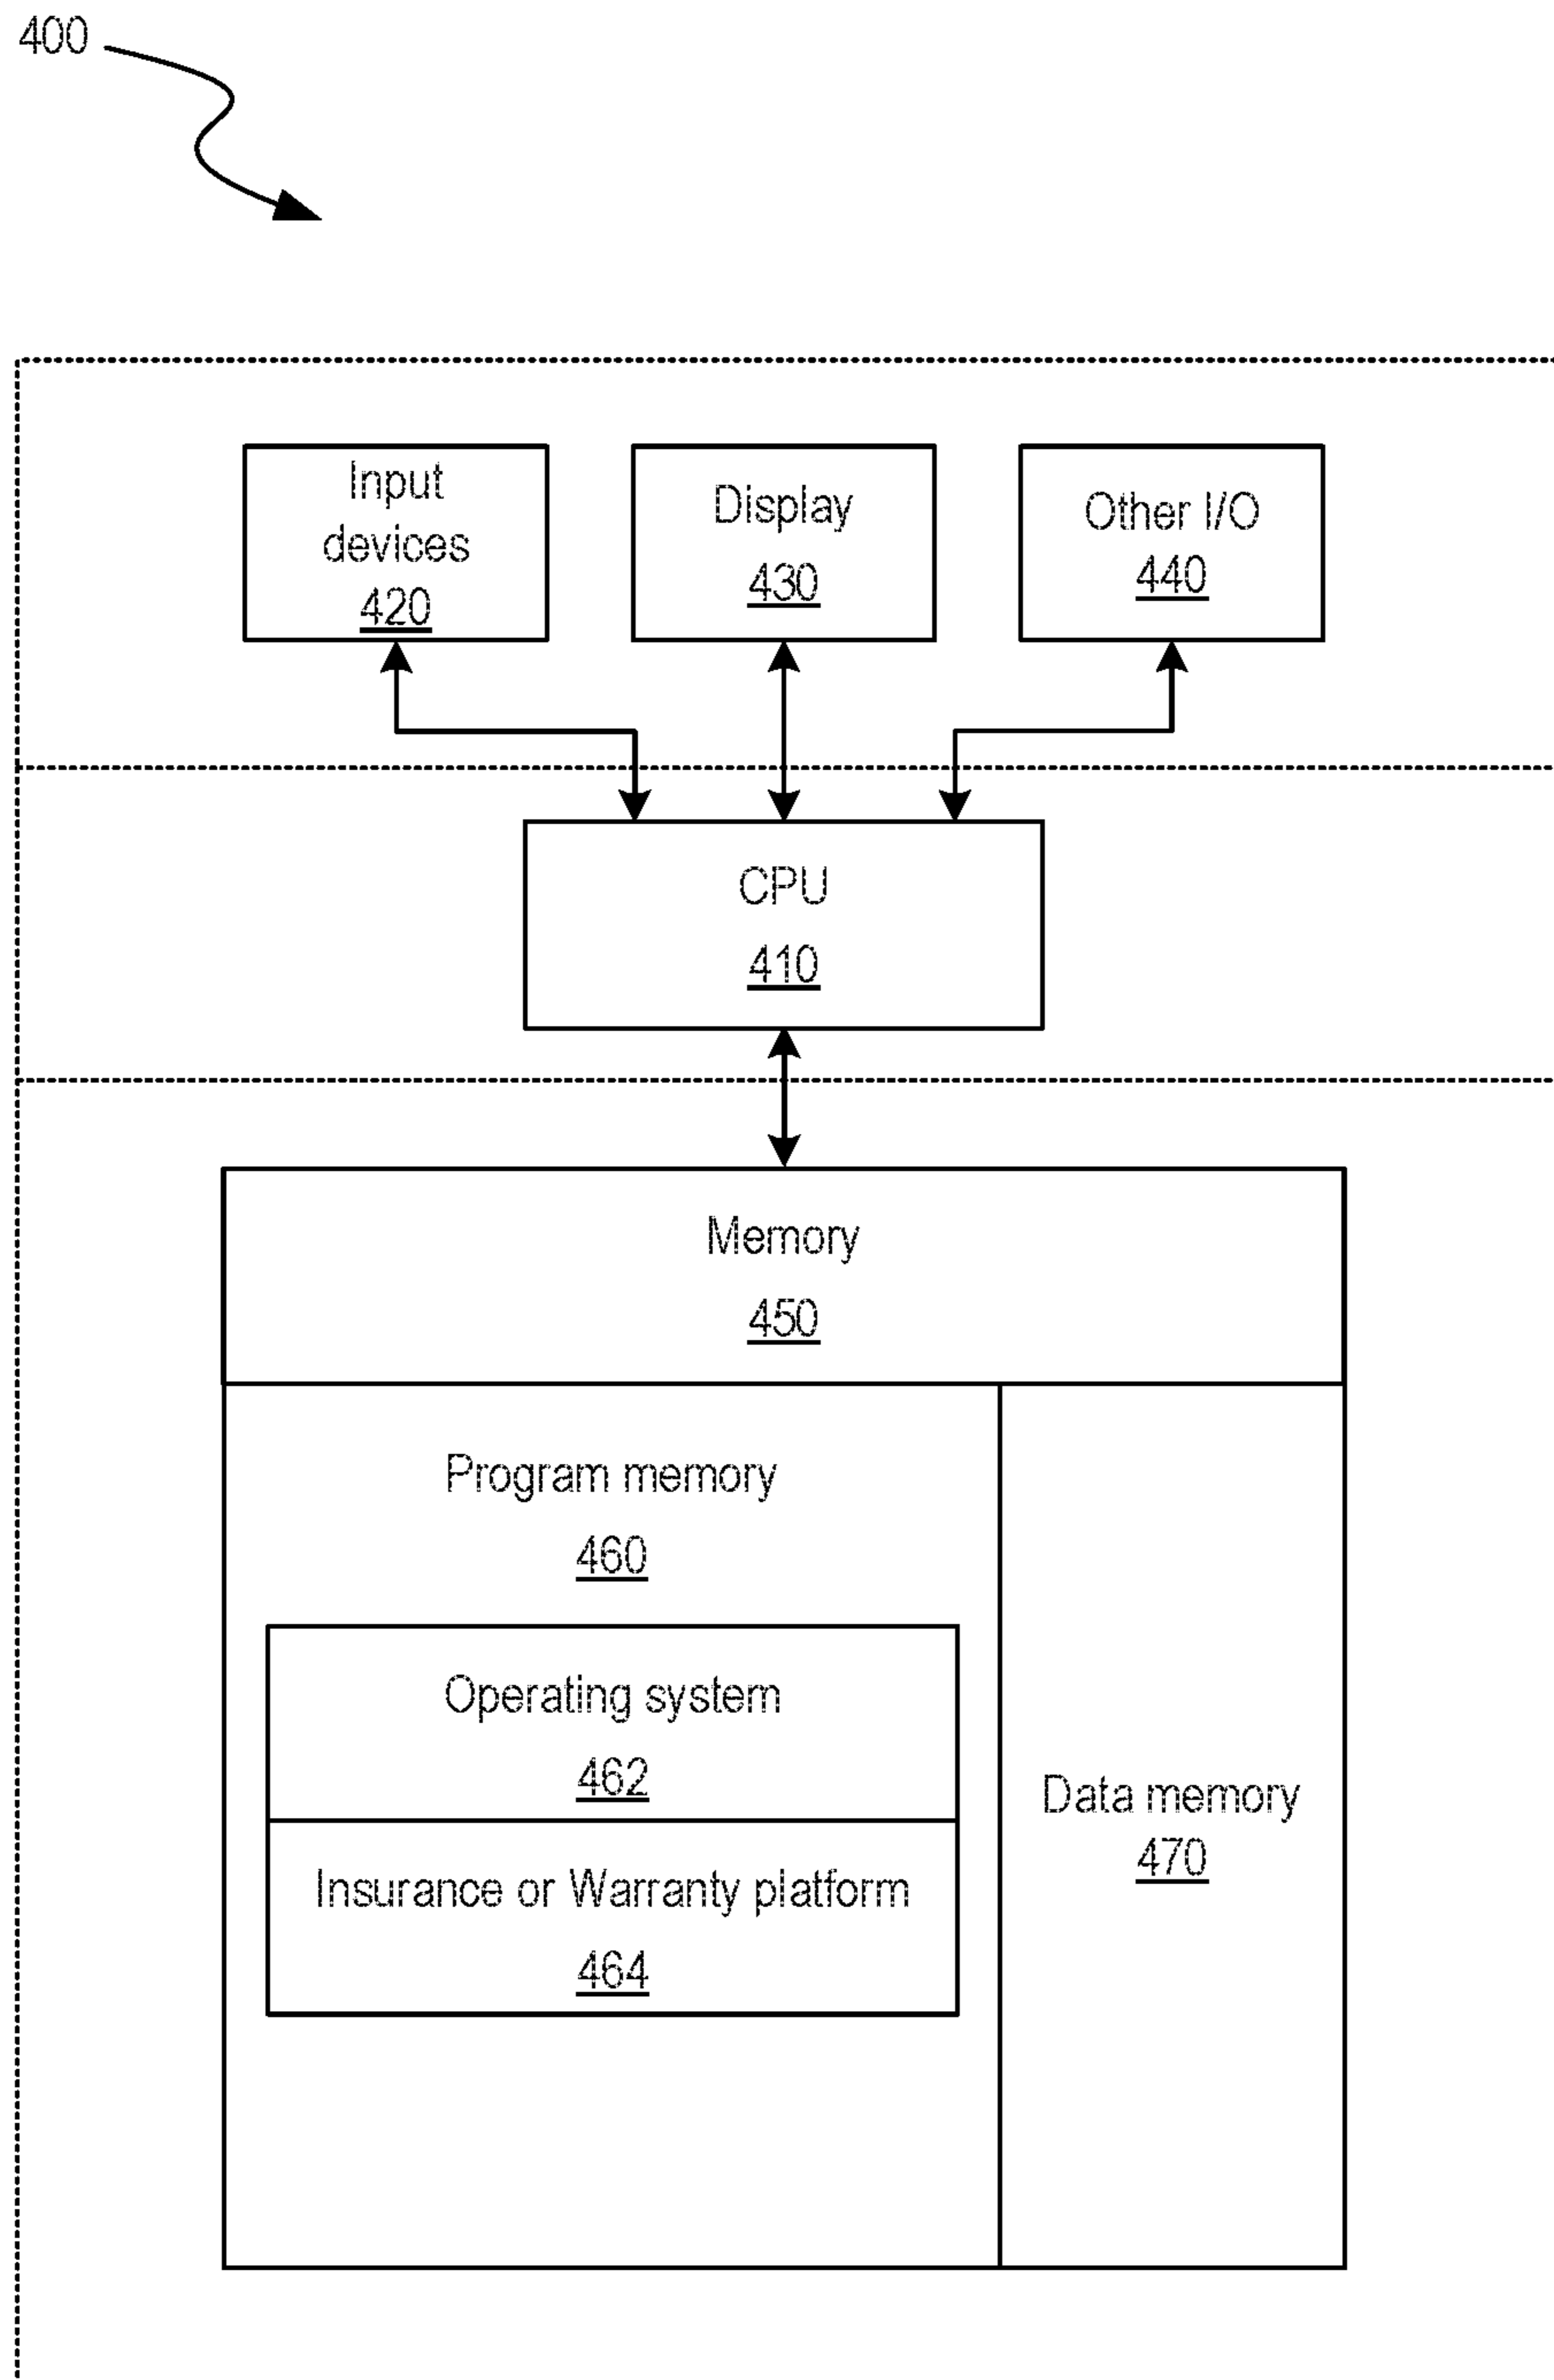 400
Input
devices
420
Display
430
Other I/O
440
CPU
410
Memory
450
Program memory
460
Operating system
462
Insurance or Warranty platform
464
Data memory
470